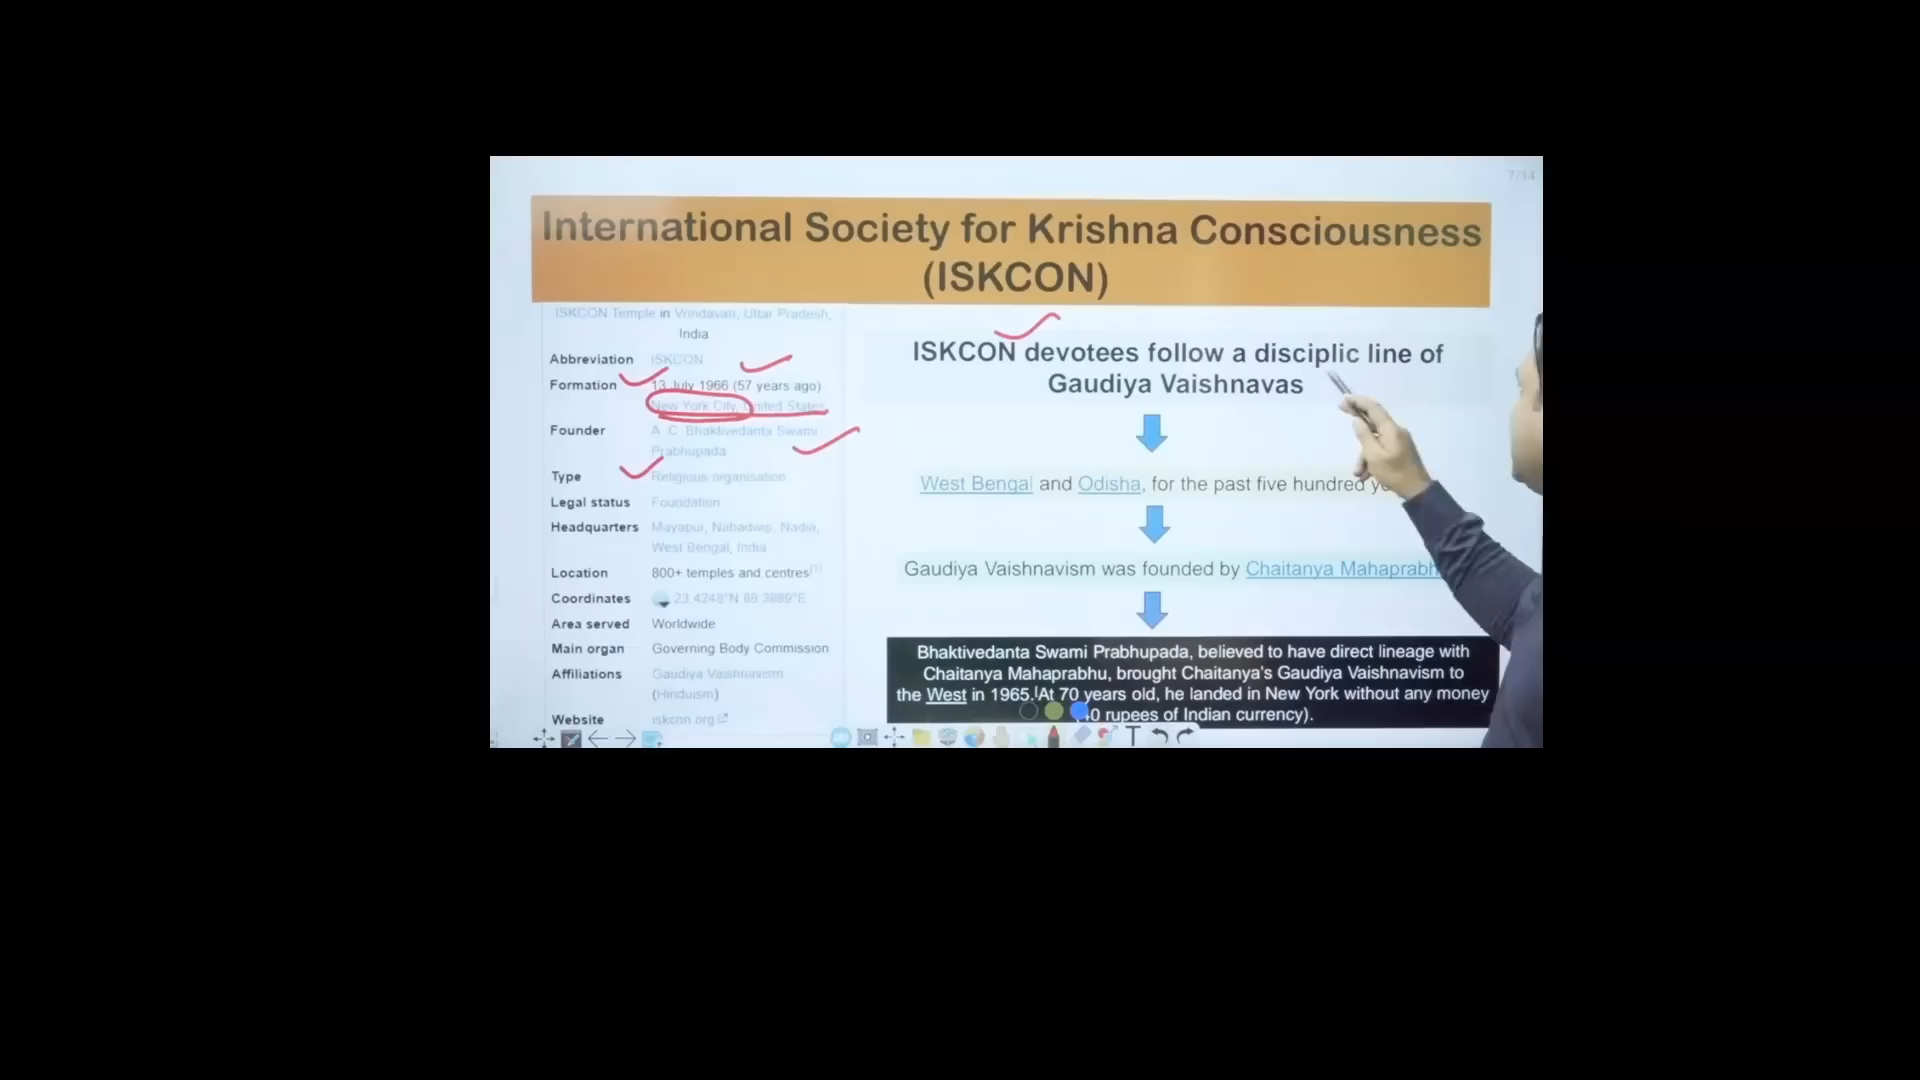 7/14
International Society for Krishna Consciousness
(ISKCON)
ISKCON Temple in Vrindavan, Uttar Pradesh,
India
Abbreviation ISKCON
Formation 13 July 1966 (57 years ago)
New York City, United States
Founder A. C. Bhaktivedanta Swami
Prabhupada
Type Religious organisation
Legal status Foundation
Headquarters Mayapur, Nabadwip, Nadia,
West Bengal, India
Location 800+ temples and centres[1]
Coordinates 23.4248°N 88.3889°E
Area served Worldwide
Main organ Governing Body Commission
Affiliations Gaudiya Vaishnavism
(Hinduism)
Website iskcon.org
ISKCON devotees follow a disciplic line of
Gaudiya Vaishnavas
West Bengal and Odisha, for the past five hundred
Gaudiya Vaishnavism was founded by Chaitanya
Bhaktivedanta Swami Prabhupada, believed to have direct lineage with
Chaitanya Mahaprabhu, brought Chaitanya's Gaudiya Vaishnavism to
the West in 1965.[At 70 years old, he landed in New York without any money
rupees of Indian currency).
T